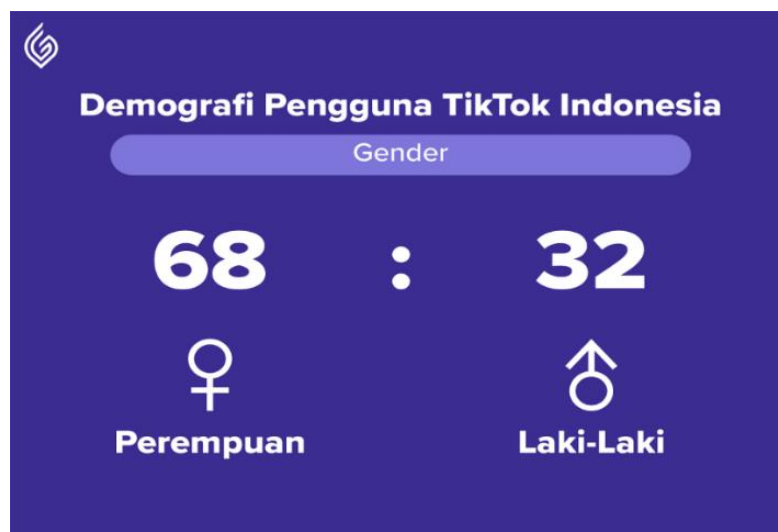 Demografi Pengguna TikTok Indonesia
Gender
68 : 32
Perempuan Laki-Laki